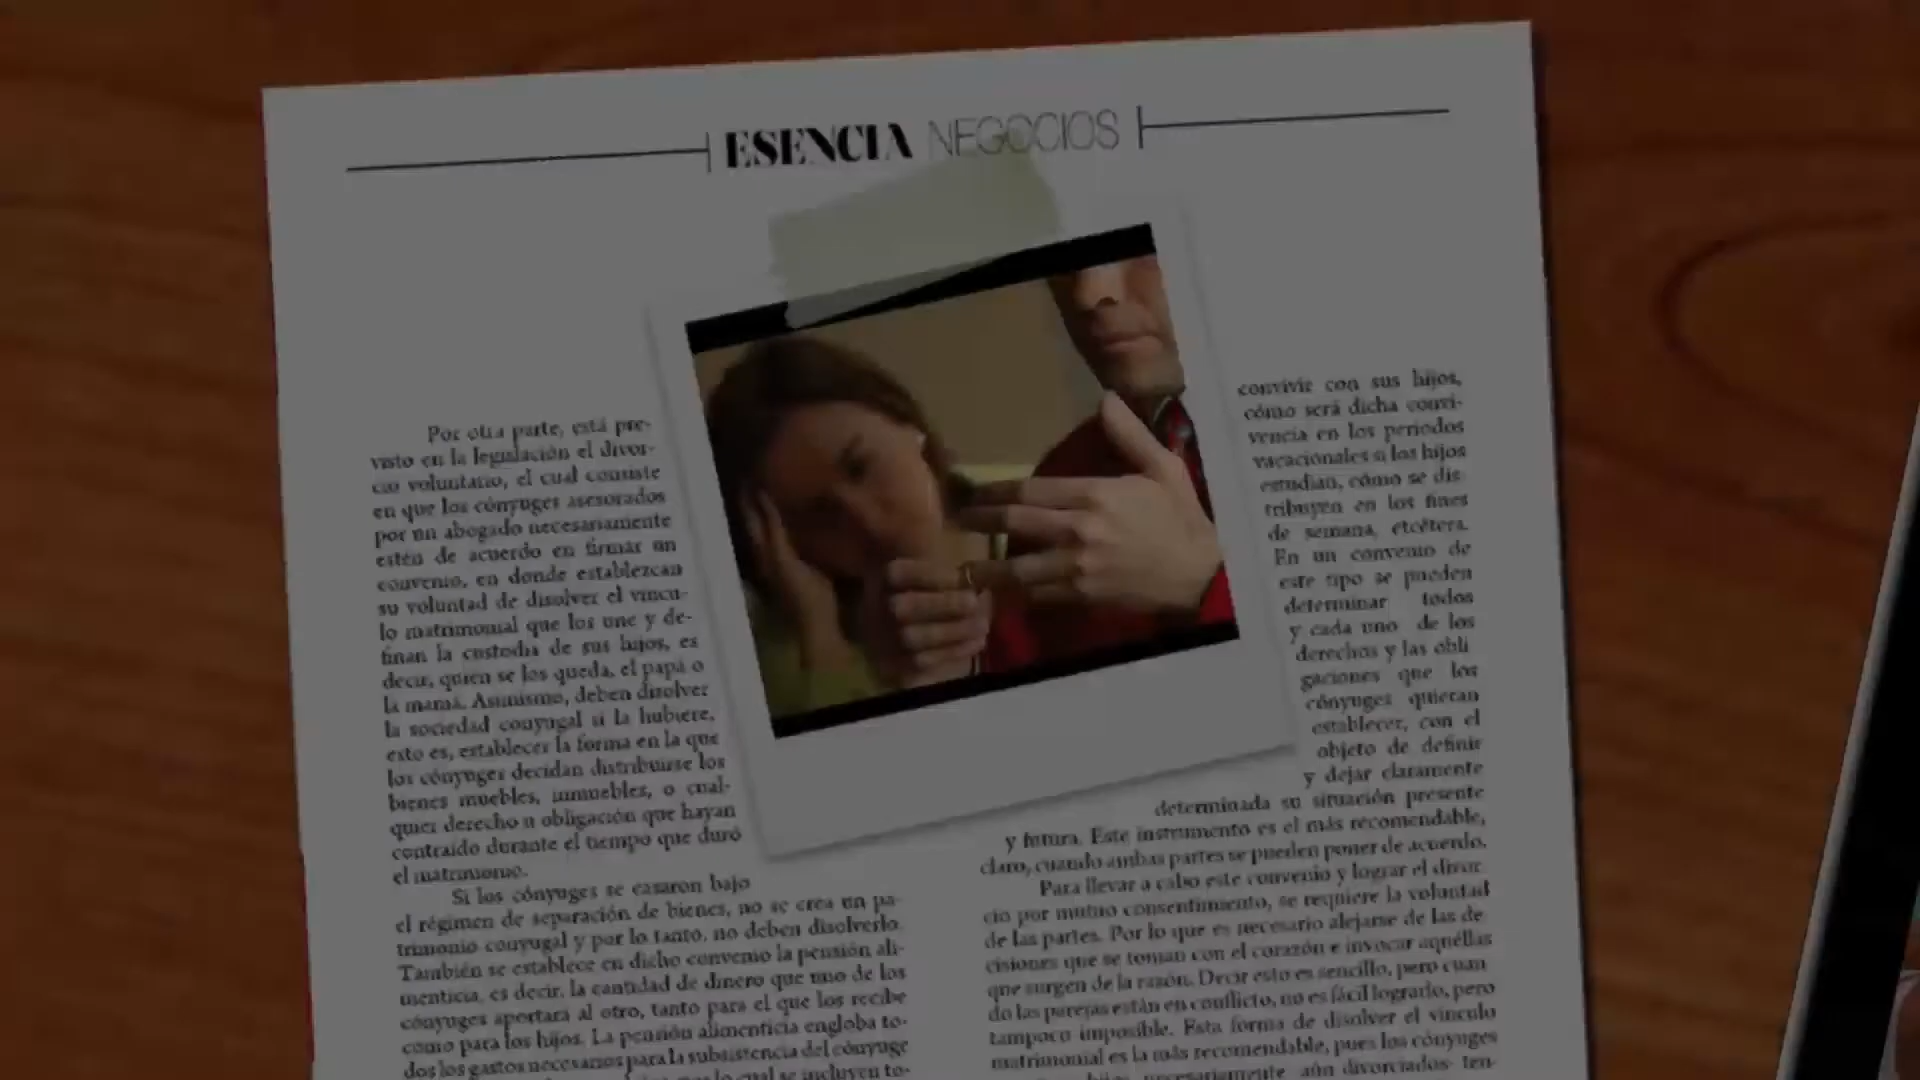 ESENCIA NEGOCIOS
Por otra parte, está pre-
visto en la legislación el divor-
cio voluntario, el cual consiste
en que los cónyuges asesorados
por un abogado necesariamente
estén de acuerdo en firmar un
convenio, en donde establezcan
su voluntad de disolver el víncu-
lo matrimonial que los une y de-
finan la custodia de sus hijos, es
decir, quien se los queda, el papá o
la mamá. Asimismo, deben disolver
la sociedad conyugal si la hubiere,
esto es, establecer la forma en la que
los cónyuges decidan distribuirse los
bienes muebles, inmuebles, o cual-
quier derecho u obligación que hayan
contraído durante el tiempo que duró
el matrimonio.
Si los cónyuges se casaron bajo
el régimen de separación de bienes, no se crea un pa-
trimonio conyugal y por lo tanto, no deben disolverlo.
También se establece en dicho convenio la pensión ali-
menticia, es decir, la cantidad de dinero que uno de los
cónyuges aportara al otro, tanto para el que los recibe
como para los hijos. La pensión alimenticia engloba to-
dos los gastos necesarios para la subsistencia del cónyuge
cual se incluyen to-
convivir con sus hijos,
cómo será dicha convi-
vencia en los periodos
vacacionales si los hijos
estudian, cómo se dis-
tribuyen en los fines
de semana, etcétera.
En un convenio de
este tipo se pueden
determinar todos
y cada uno de los
derechos y las obli
gaciones que los
cónyuges quieran
establecer, con el
objeto de definir
y dejar claramente
determinada su situación presente
y futura. Este instrumento es el más recomendable,
claro, cuando ambas partes se pueden poner de acuerdo.
Para llevar a cabo este convenio y lograr el divor
cio por mutuo consentimiento, se requiere la voluntad
de las partes. Por lo que es necesario alejarse de las de
cisiones que se toman con el corazón e invocar aquéllas
que surgen de la razón. Decir esto es sencillo, pero cuan
do las parejas están en conflicto, no es fácil lograrlo, pero
tampoco imposible. Esta forma de disolver el vínculo
matrimonial es la más recomendable, pues los cónyuges
hijos necesariamente aún divorciados ten-